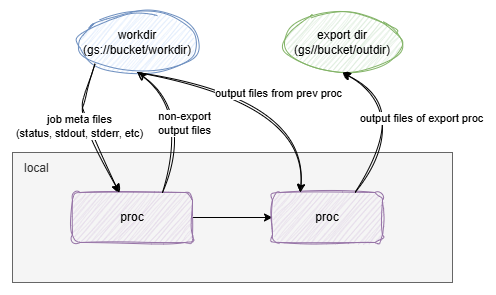 workdir
(gs://bucket/workdir)
export dir
(gs//bucket/outdir)
output files from prev proc
job meta files
(status, stdout, stderr, etc)
non-export
output files
output files of export proc
local
proc
proc